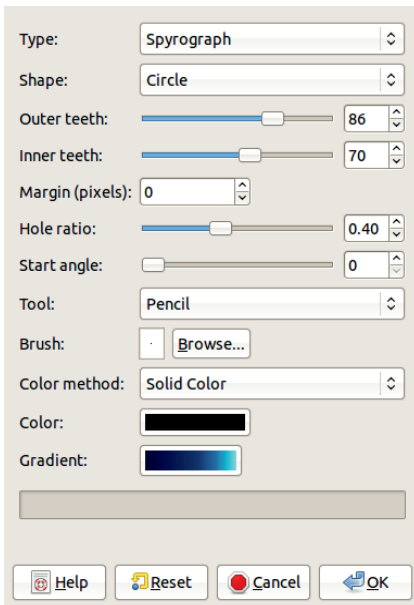 Type: Spyrograph
Shape: Circle
Outer teeth: 86
Inner teeth: 70
Margin (pixels): 0
Hole ratio: 0.40
Start angle: 0
Tool: Pencil
Brush: Browse...
Color method: Solid Color
Color:
Gradient:
Help Reset Cancel OK